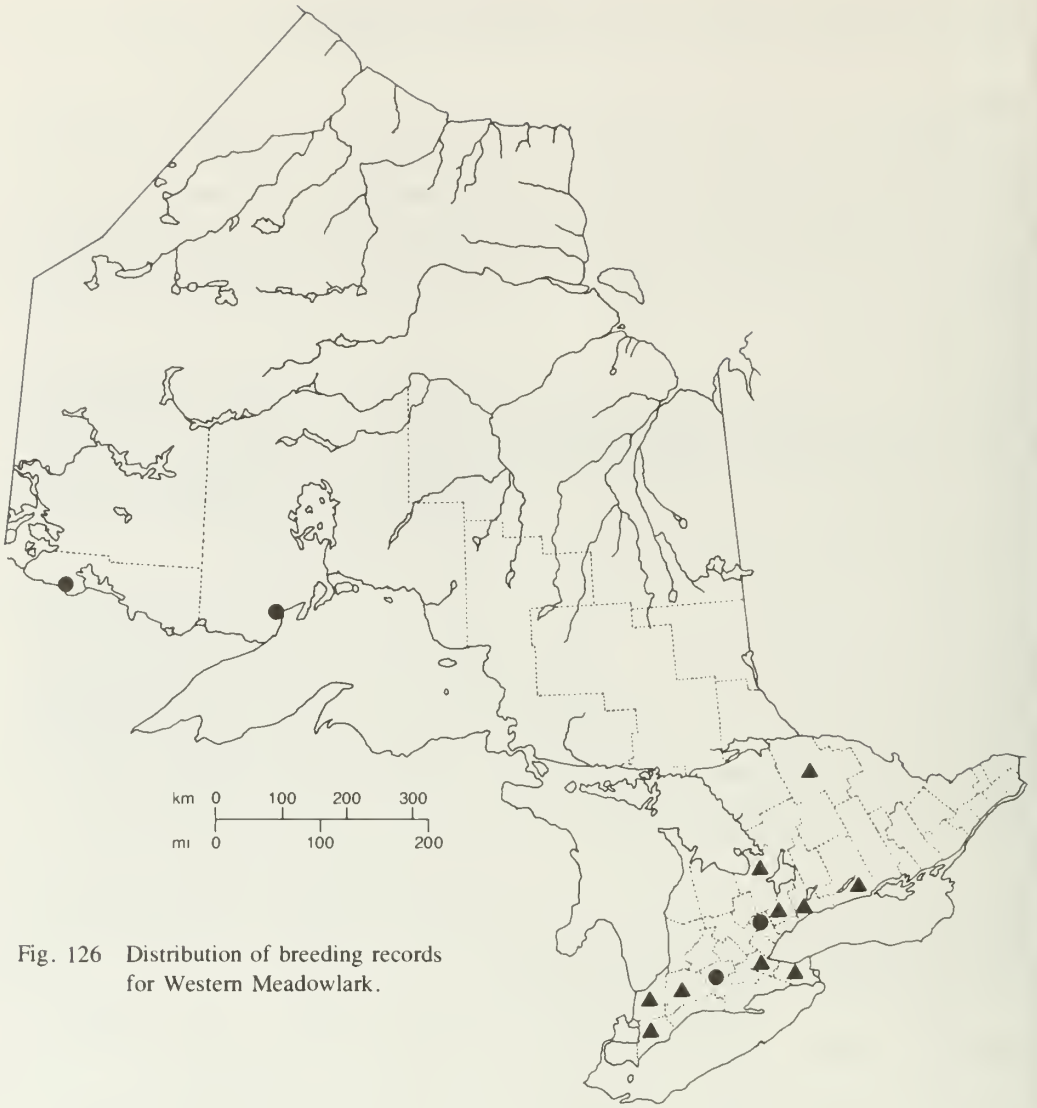 km 0 100 200 300
mi 0 100 200
Fig. 126 Distribution of breeding records
for Western Meadowlark.